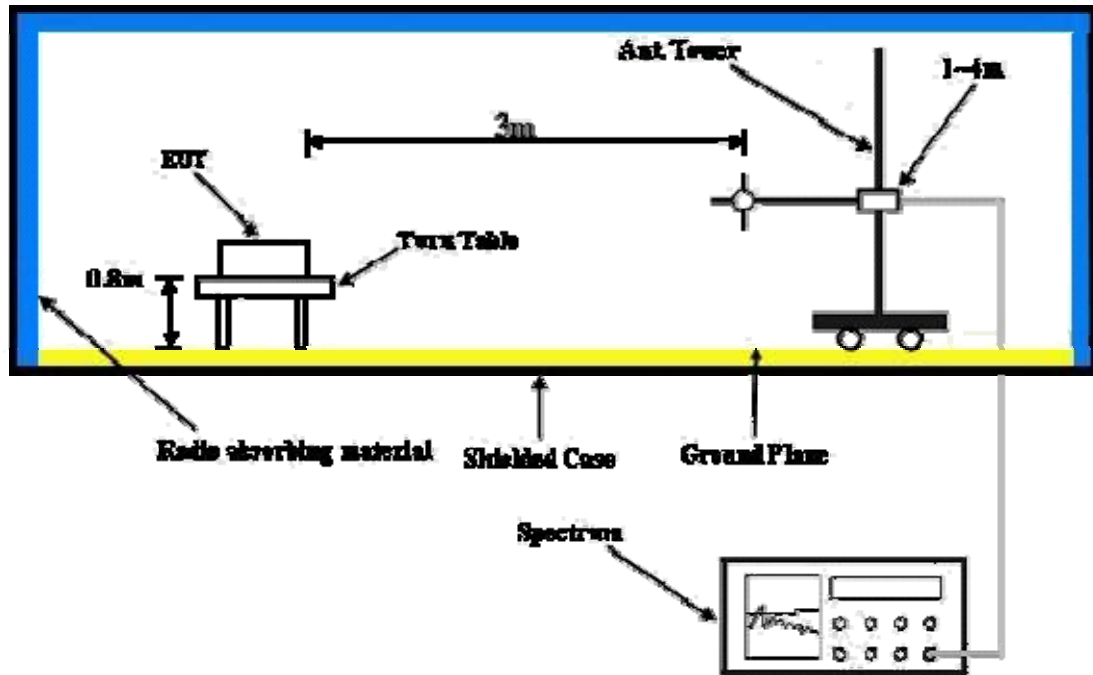 Ant. Tower
1~4m
3m
EUT
Turn Table
0.8m
Radio absorbing material
Shielded Case
Ground Plane
Spectrum